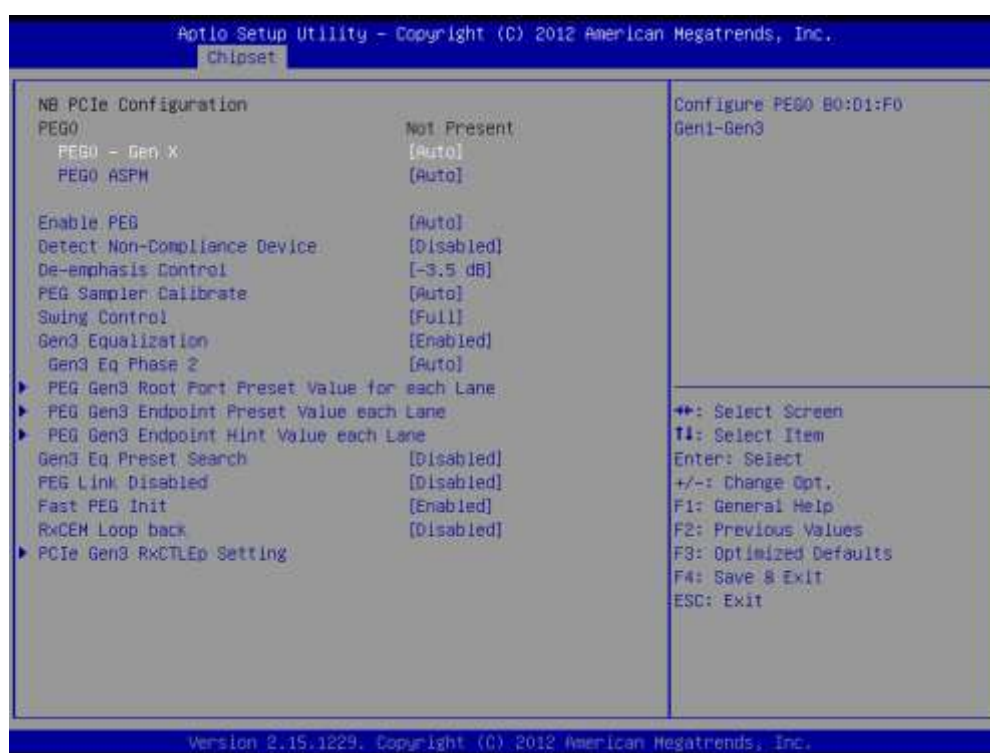 Aptio Setup Utility - Copyright (C) 2012 American Megatrends, Inc.
Chipset
NB PCIe Configuration
PEG0 Not Present
PEG0 - Gen X [Auto]
PEG0 ASPM [Auto]
Enable PEG [Auto]
Detect Non-Compliance Device [Disabled]
De-emphasis Control [-3.5 dB]
PEG Sampler Calibrate [Auto]
Swing Control [Full]
Gen3 Equalization [Enabled]
Gen3 Eq Phase 2 [Auto]
PEG Gen3 Root Port Preset Value for each Lane
PEG Gen3 Endpoint Preset Value each Lane
PEG Gen3 Endpoint Hint Value each Lane
Gen3 Eq Preset Search [Disabled]
PEG Link Disabled [Disabled]
Fast PEG Init [Enabled]
RxCEM Loop back [Disabled]
PCIe Gen3 RxCTLEp Setting
Configure PEG0 B0:D1:F0
Gen1-Gen3
↔: Select Screen
↑↓: Select Item
Enter: Select
+/-: Change Opt.
F1: General Help
F2: Previous Values
F3: Optimized Defaults
F4: Save & Exit
ESC: Exit
Version 2.15.1229. Copyright (C) 2012 American Megatrends, Inc.